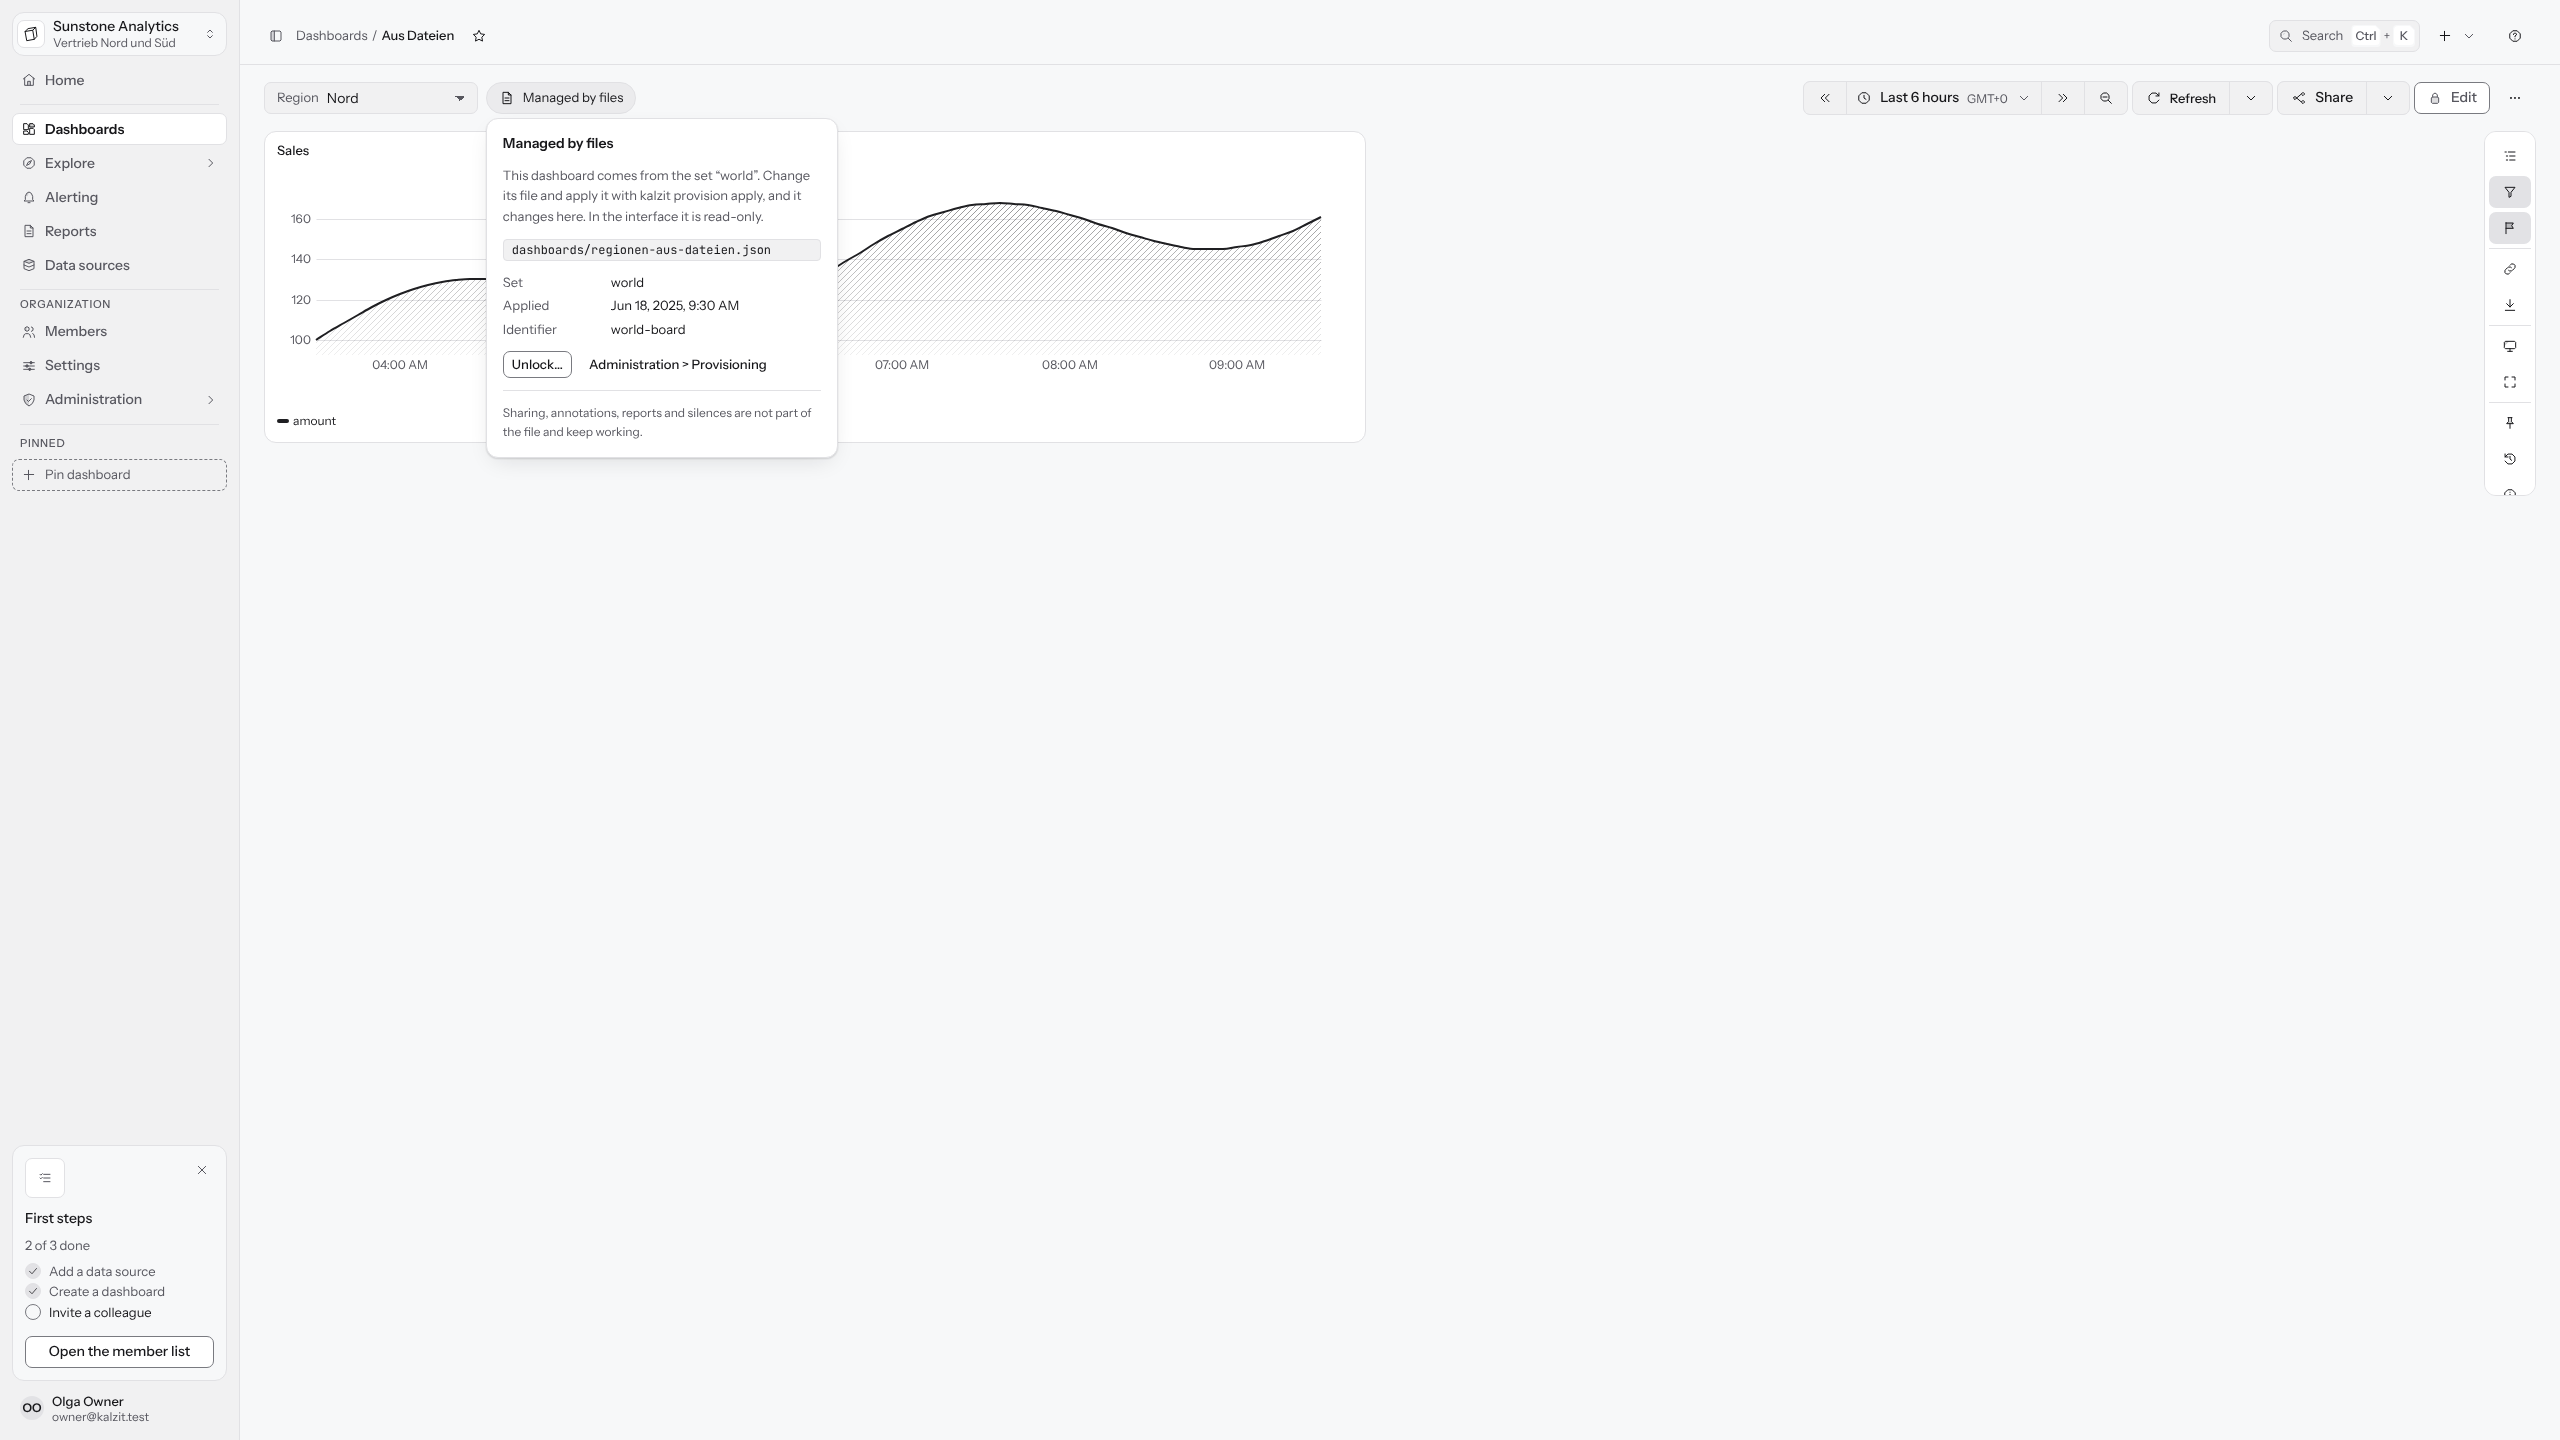 Sunstone Analytics
Vertrieb Nord und Süd
Home
Dashboards
Explore
Alerting
Reports
Data sources
ORGANIZATION
Members
Settings
Administration
PINNED
Pin dashboard
First steps
2 of 3 done
Add a data source
Create a dashboard
Invite a colleague
Open the member list
OO
Olga Owner
owner@kalzit.test
Dashboards / Aus Dateien
Search Ctrl + K
Region Nord
Managed by files
Last 6 hours GMT+0
Refresh
Share
Edit
Sales
160
140
120
100
04:00 AM
07:00 AM
08:00 AM
09:00 AM
amount
Managed by files
This dashboard comes from the set “world”. Change
its file and apply it with kalzit provision apply, and it
changes here. In the interface it is read-only.
dashboards/regionen-aus-dateien.json
Set world
Applied Jun 18, 2025, 9:30 AM
Identifier world-board
Unlock...
Administration > Provisioning
Sharing, annotations, reports and silences are not part of
the file and keep working.